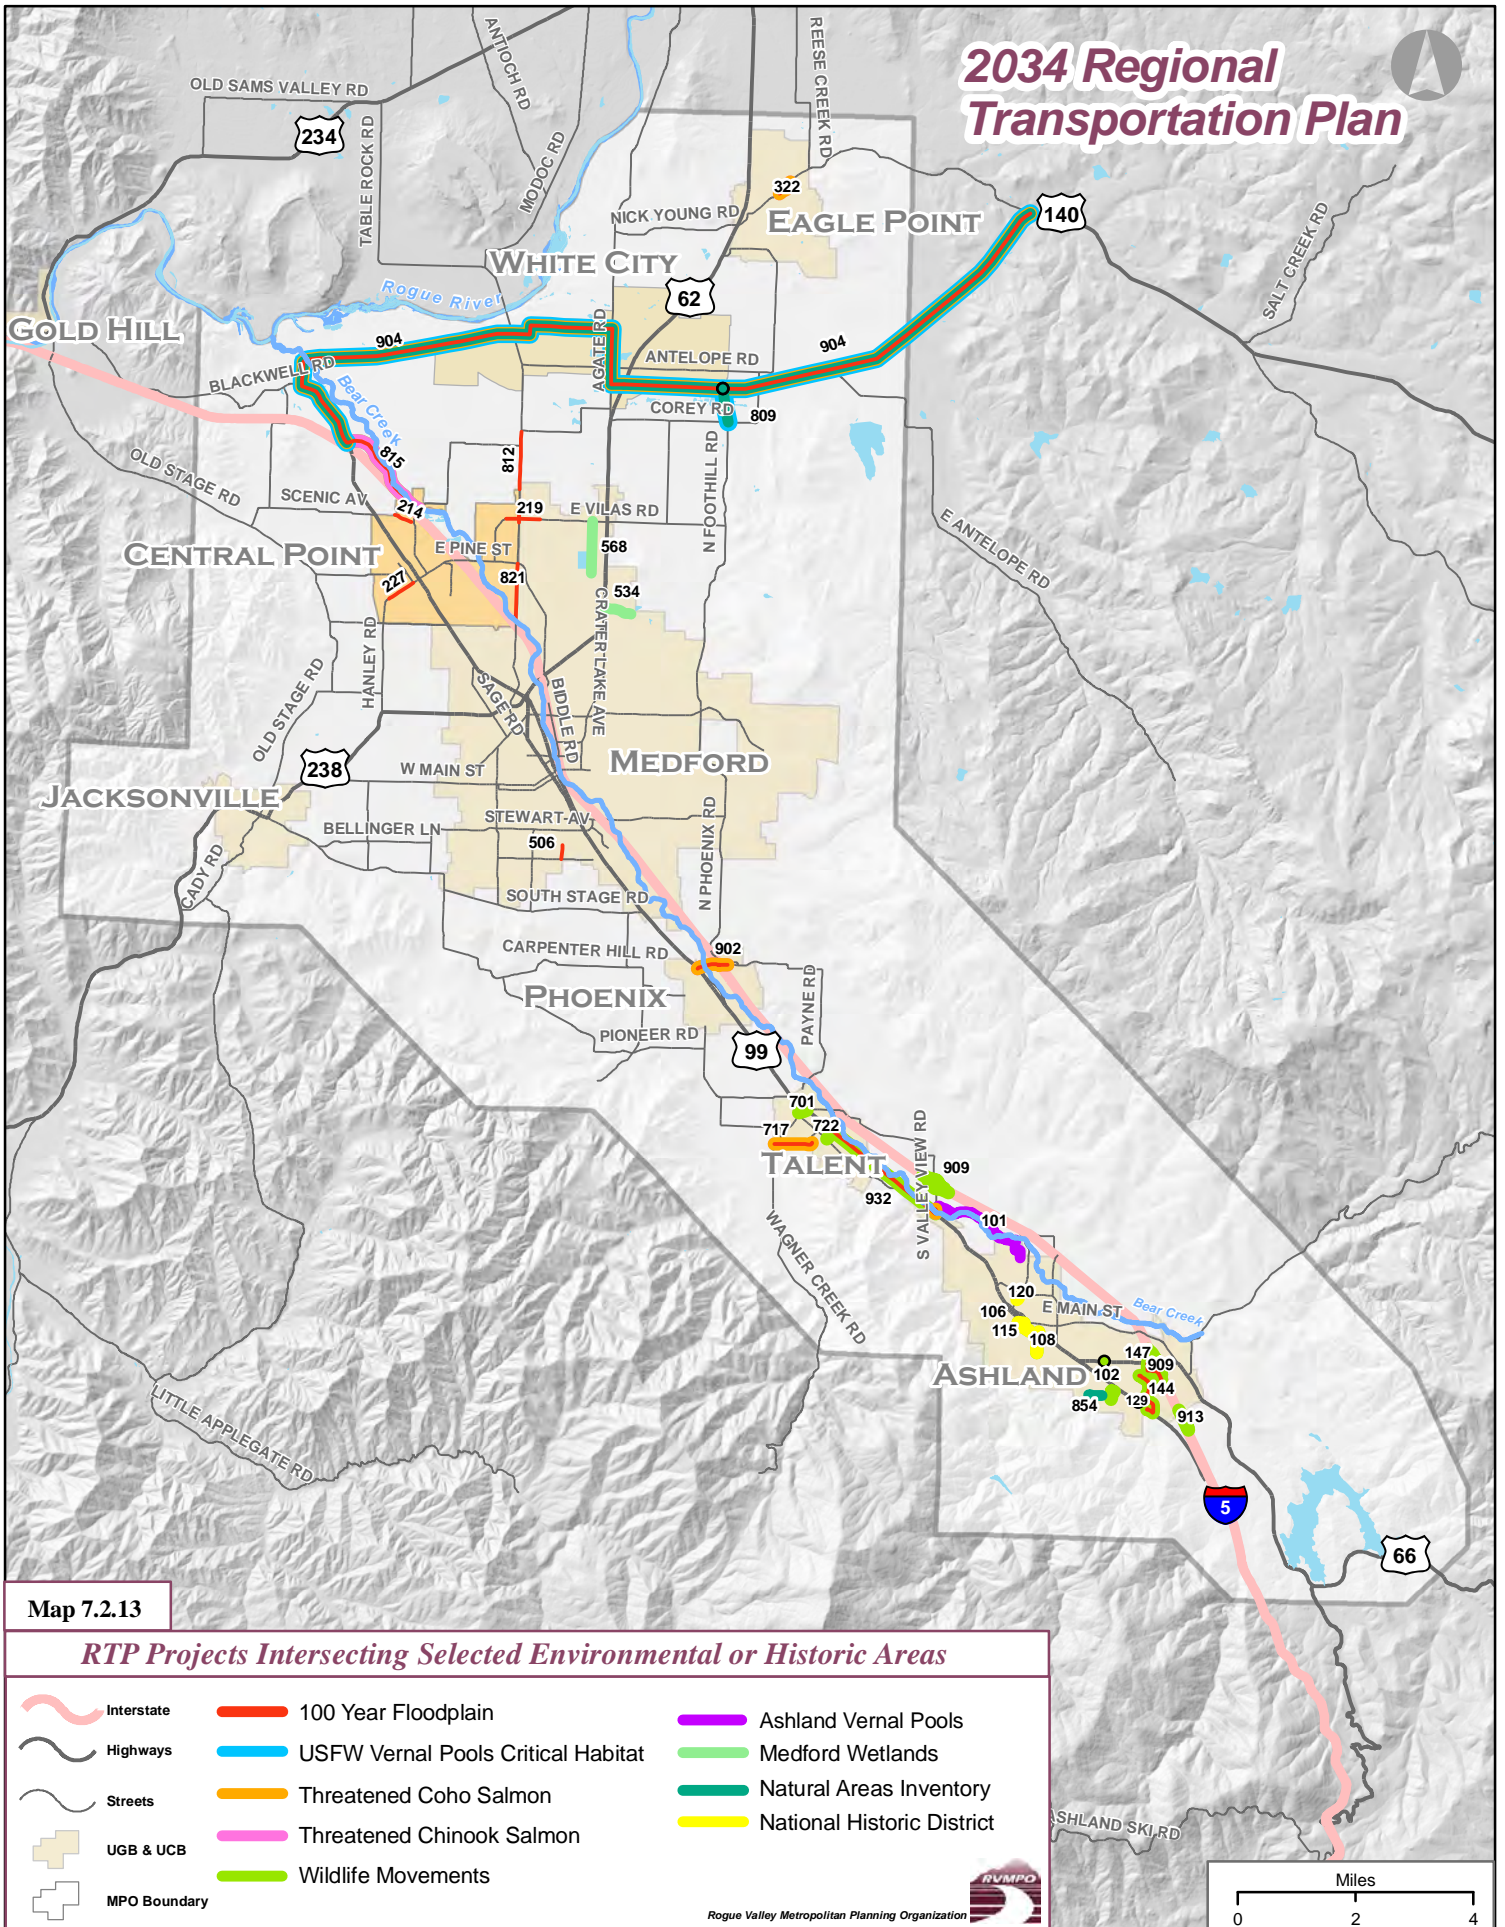 2034 Regional
Transportation Plan
OLD SAMS VALLEY RD
234
ANTIOCH RD
TABLE ROCK RD
MODOC RD
REESE CREEK RD
322
NICK YOUNG RD
EAGLE POINT
140
SALT CREEK RD
WHITE CITY
62
Rogue River
GOLD HILL
904
AGATE RD
ANTELOPE RD
904
BLACKWELL RD
Bear Creek
COREY RD
809
815
812
OLD STAGE RD
SCENIC AV
214
219
E VILAS RD
N FOOTHILL RD
E ANTELOPE RD
CENTRAL POINT
E PINE ST
568
227
821
534
CRATER LAKE AVE
HANLEY RD
OLD STAGE RD
SAGE RD
BIDDLE RD
238
W MAIN ST
MEDFORD
JACKSONVILLE
BELLINGER LN
STEWART AV
506
N PHOENIX RD
CADY RD
SOUTH STAGE RD
CARPENTER HILL RD
902
PHOENIX
PAYNE RD
PIONEER RD
99
701
717
722
TALENT
S VALLEY VIEW RD
909
932
101
WAGNER CREEK RD
120
106
E MAIN ST
Bear Creek
115
108
ASHLAND
147
909
102
144
854
129
913
LITTLE APPLEGATE RD
5
66
ASHLAND SKI RD
Map 7.2.13
RTP Projects Intersecting Selected Environmental or Historic Areas
Interstate
Highways
Streets
UGB & UCB
MPO Boundary
100 Year Floodplain
USFW Vernal Pools Critical Habitat
Threatened Coho Salmon
Threatened Chinook Salmon
Wildlife Movements
Ashland Vernal Pools
Medford Wetlands
Natural Areas Inventory
National Historic District
RVMPO
Rogue Valley Metropolitan Planning Organization
Miles
0 2 4